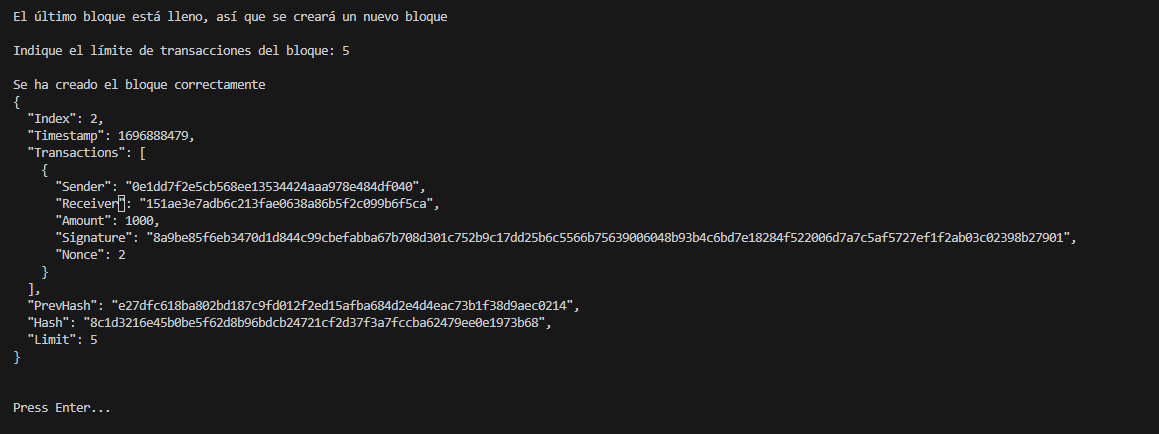 El último bloque está lleno, así que se creará un nuevo bloque
Indique el límite de transacciones del bloque: 5
Se ha creado el bloque correctamente
{
  "Index": 2,
  "Timestamp": 1696888479,
  "Transactions": [
    {
      "Sender": "0e1dd7f2e5cb568ee13534424aaa978e484df040",
      "Receiver": "151ae3e7adb6c213fae0638a86b5f2c099b6f5ca",
      "Amount": 1000,
      "Signature": "8a9be85f6eb3470d1d844c99cbefabba67b708d301c752b9c17dd25b6c5566b75639006048b93b4c6bd7e18284f522006d7a7c5af5727ef1f2ab03c02398b27901",
      "Nonce": 2
    }
  ],
  "PrevHash": "e27dfc618ba802bd187c9fd012f2ed15afba684d2e4d4eac73b1f38d9aec0214",
  "Hash": "8c1d3216e45b0be5f62d8b96bdcb24721cf2d37f3a7fccba62479ee0e1973b68",
  "Limit": 5
}
Press Enter...